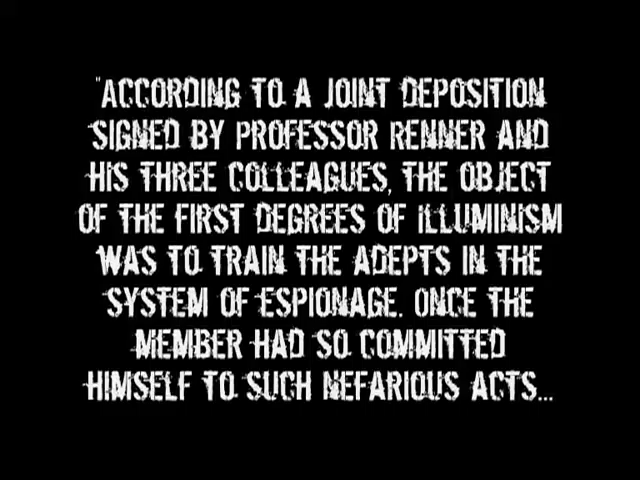 "ACCORDING TO A JOINT DEPOSITION
SIGNED BY PROFESSOR RENNER AND
HIS THREE COLLEAGUES, THE OBJECT
OF THE FIRST DEGREES OF ILLUMINISM
WAS TO TRAIN THE ADEPTS IN THE
SYSTEM OF ESPIONAGE. ONCE THE
MEMBER HAD SO COMMITTED
HIMSELF TO SUCH NEFARIOUS ACTS...